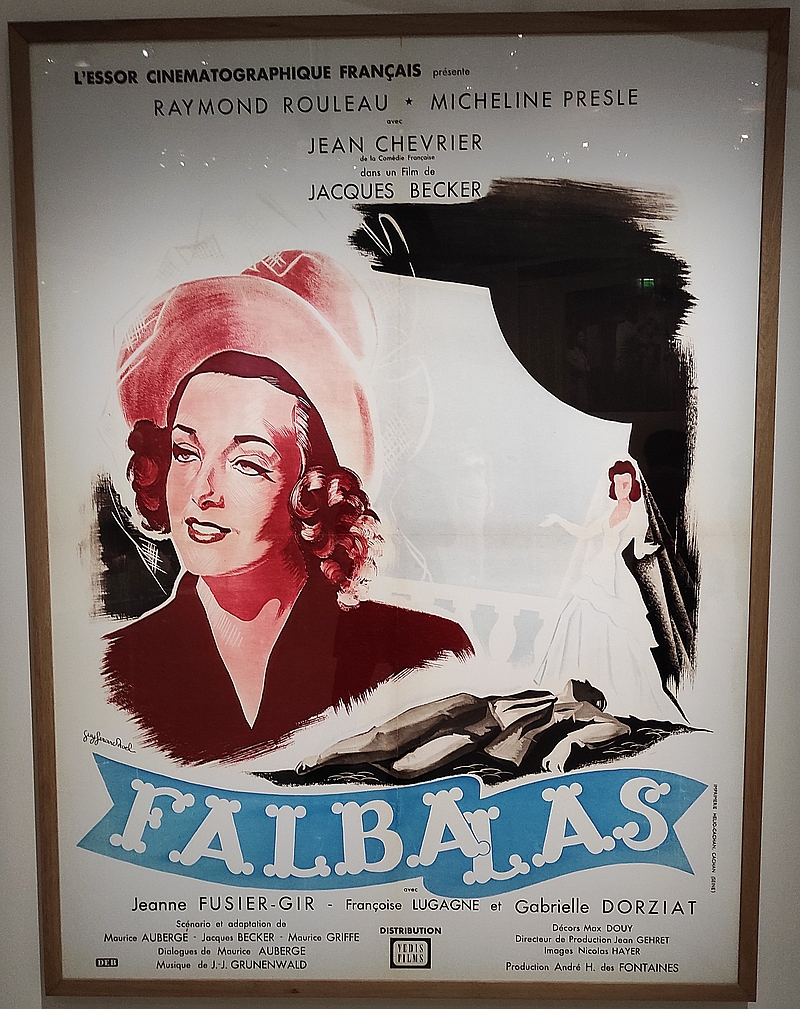 L'ESSOR CINEMATOGRAPHIQUE FRANÇAIS présente
RAYMOND ROULEAU ★ MICHELINE PRESLE
avec
JEAN CHEVRIER
de la Comédie Française
dans un Film de
JACQUES BECKER
FALBALAS
avec
Jeanne FUSIER-GIR - Françoise LUGAGNE et Gabrielle DORZIAT
Scénario et adaptation de
Maurice AUBERGÉ - Jacques BECKER - Maurice GRIFFE
Dialogues de Maurice AUBERGE
Musique de J.-J. GRUNENWALD
DEB
DISTRIBUTION
VEDIS
FILMS
Décors Max DOUY
Directeur de Production Jean GEHRET
Images Nicolas HAYER
Production André H. des FONTAINES